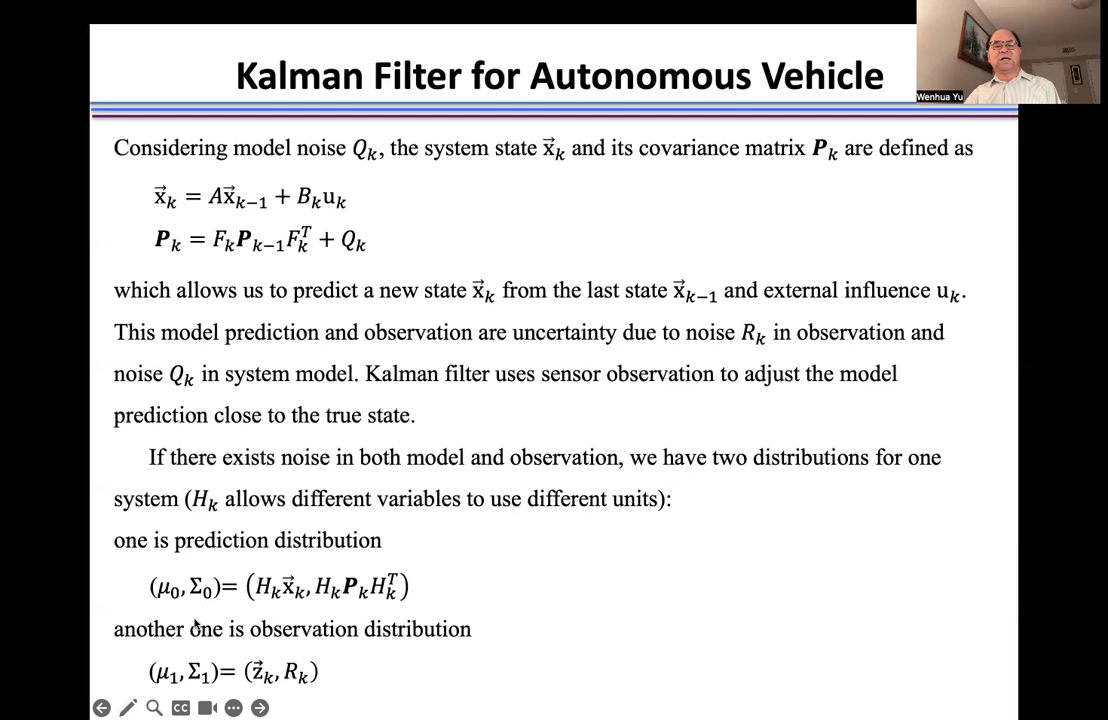 Kalman Filter for Autonomous Vehicle
Wenhua Yu
Considering model noise Qₖ, the system state x⃗ₖ and its covariance matrix 𝑷ₖ are defined as
x⃗ₖ = Ax⃗ₖ₋₁ + Bₖuₖ
𝑷ₖ = Fₖ𝑷ₖ₋₁Fₖᵀ + Qₖ
which allows us to predict a new state x⃗ₖ from the last state x⃗ₖ₋₁ and external influence uₖ.
This model prediction and observation are uncertainty due to noise Rₖ in observation and
noise Qₖ in system model. Kalman filter uses sensor observation to adjust the model
prediction close to the true state.
If there exists noise in both model and observation, we have two distributions for one
system (Hₖ allows different variables to use different units):
one is prediction distribution
(μ₀, Σ₀)= (Hₖx⃗ₖ, Hₖ𝑷ₖHₖᵀ)
another one is observation distribution
(μ₁, Σ₁)= (z⃗ₖ, Rₖ)
CC